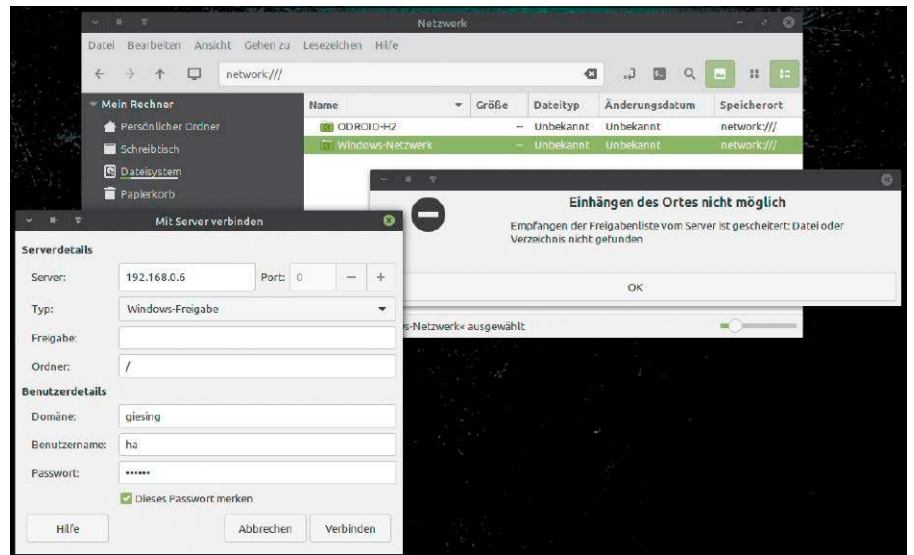 Netzwerk
Datei Bearbeiten Ansicht Gehen zu Lesezeichen Hilfe
network:///
Mein Rechner
Persönlicher Ordner
Schreibtisch
Dateisystem
Papierkorb
Name Größe Dateityp Änderungsdatum Speicherort
ODROID-H2 -- Unbekannt Unbekannt network:///
Windows-Netzwerk -- Unbekannt Unbekannt network:///
Einhängen des Ortes nicht möglich
Empfangen der Freigabenliste vom Server ist gescheitert: Datei oder
Verzeichnis nicht gefunden
OK
s-Netzwerk« ausgewählt
Mit Server verbinden
Serverdetails
Server: 192.168.0.6 Port: 0 − +
Typ: Windows-Freigabe
Freigabe:
Ordner: /
Benutzerdetails
Domäne: giesing
Benutzername: ha
Passwort: ••••••
Dieses Passwort merken
Hilfe Abbrechen Verbinden